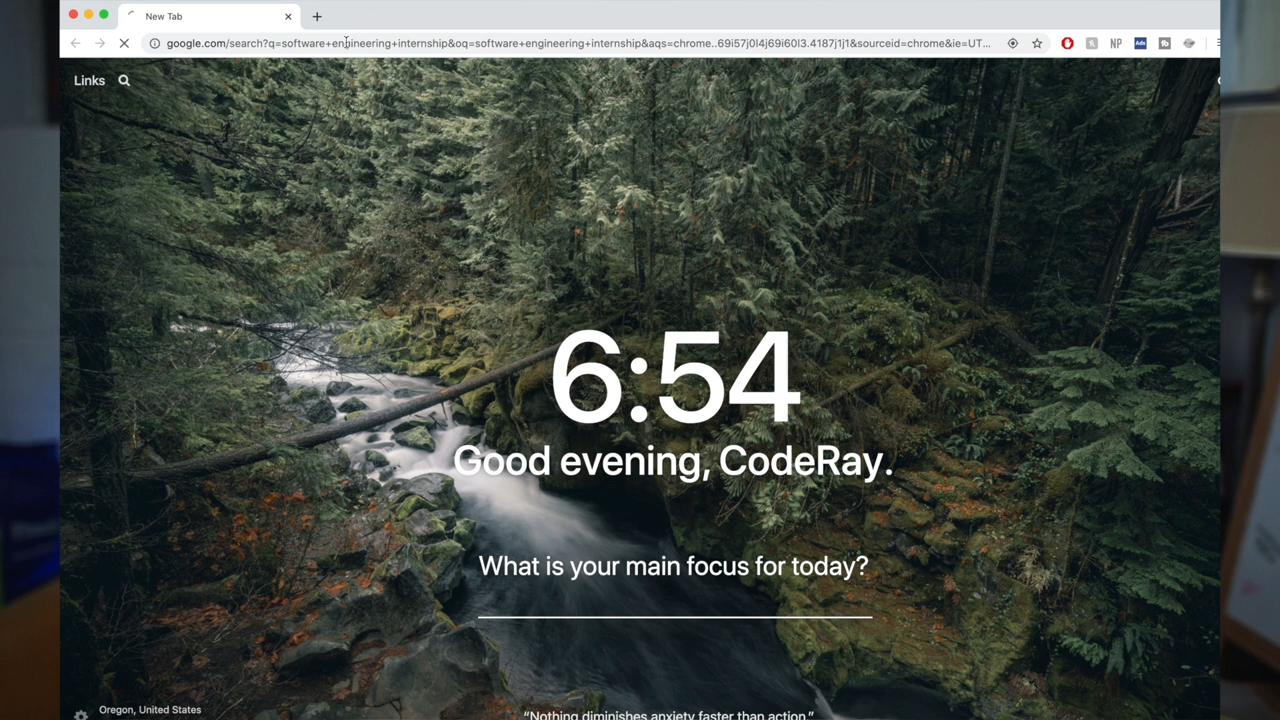 New Tab
google.com/search?q=software+engineering+internship&oq=software+engineering+internship&aqs=chrome..69i57j0l4j69i60l3.4187j1j1&sourceid=chrome&ie=UT...
NP
Ads
Links
6:54
Good evening, CodeRay.
What is your main focus for today?
Oregon, United States
“Nothing diminishes anxiety faster than action.”